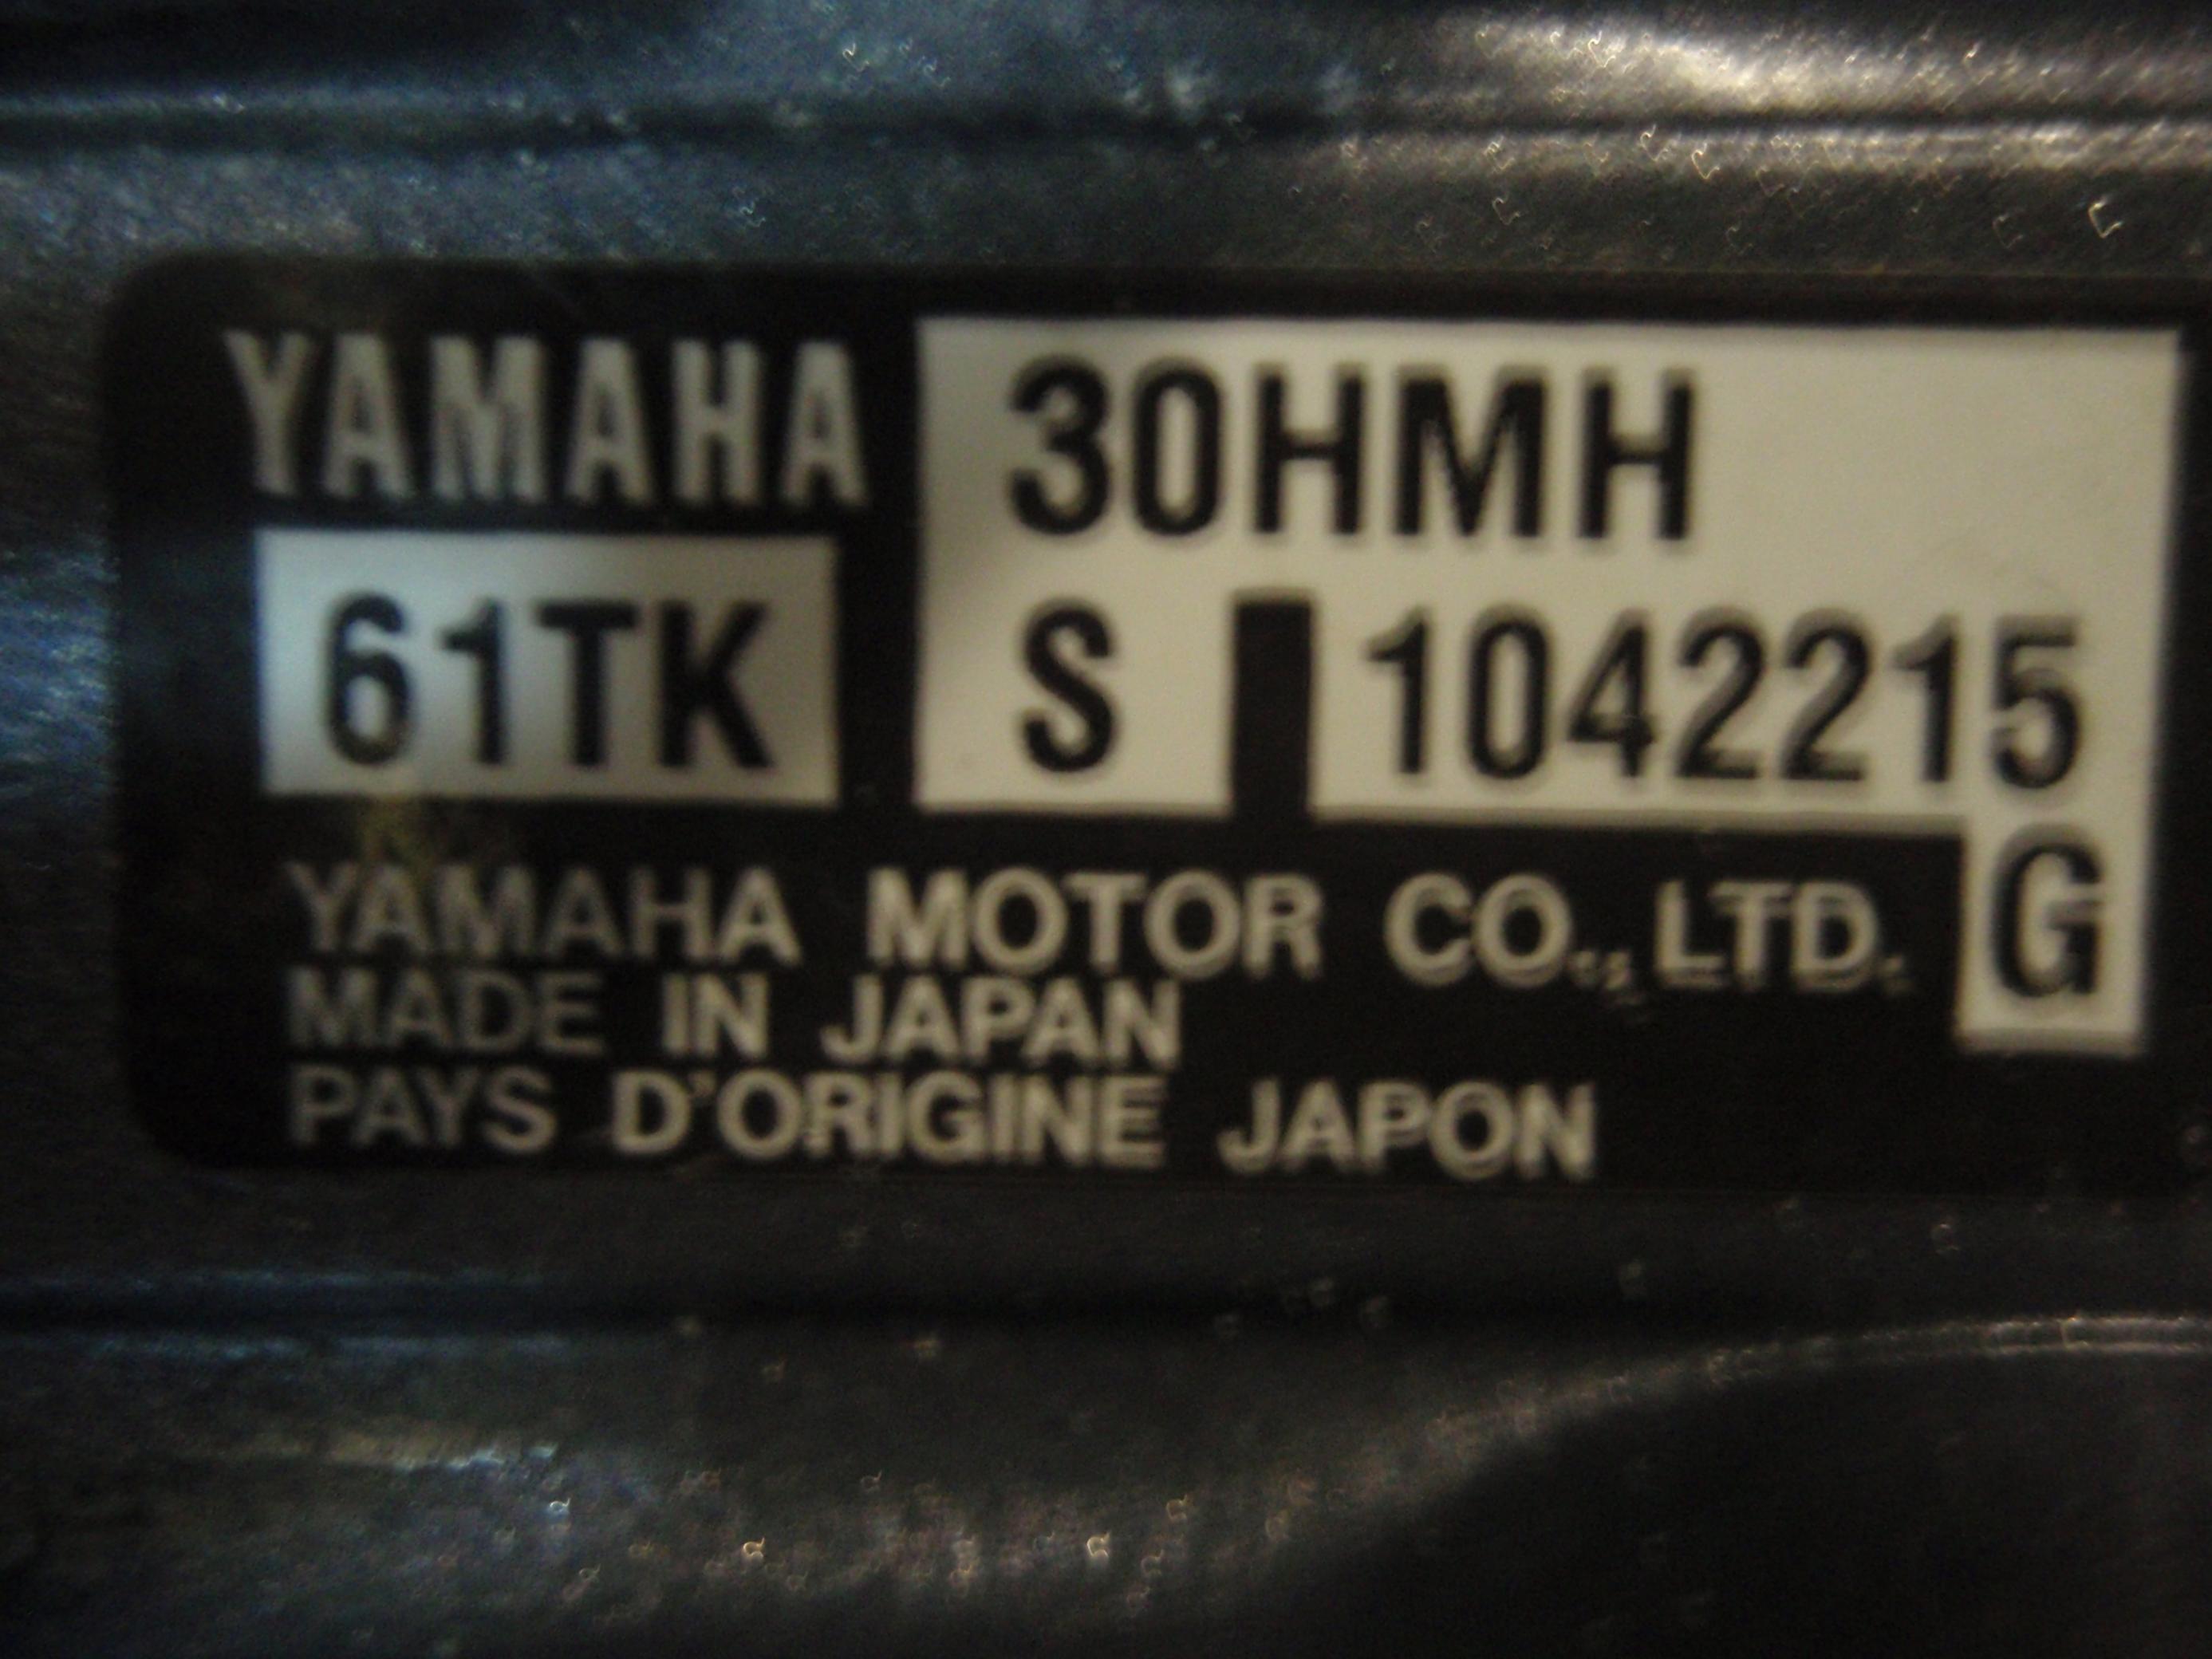 YAMAHA 30HMH
61TK S 1042215
G
YAMAHA MOTOR CO.,LTD.
MADE IN JAPAN
PAYS D'ORIGINE JAPON